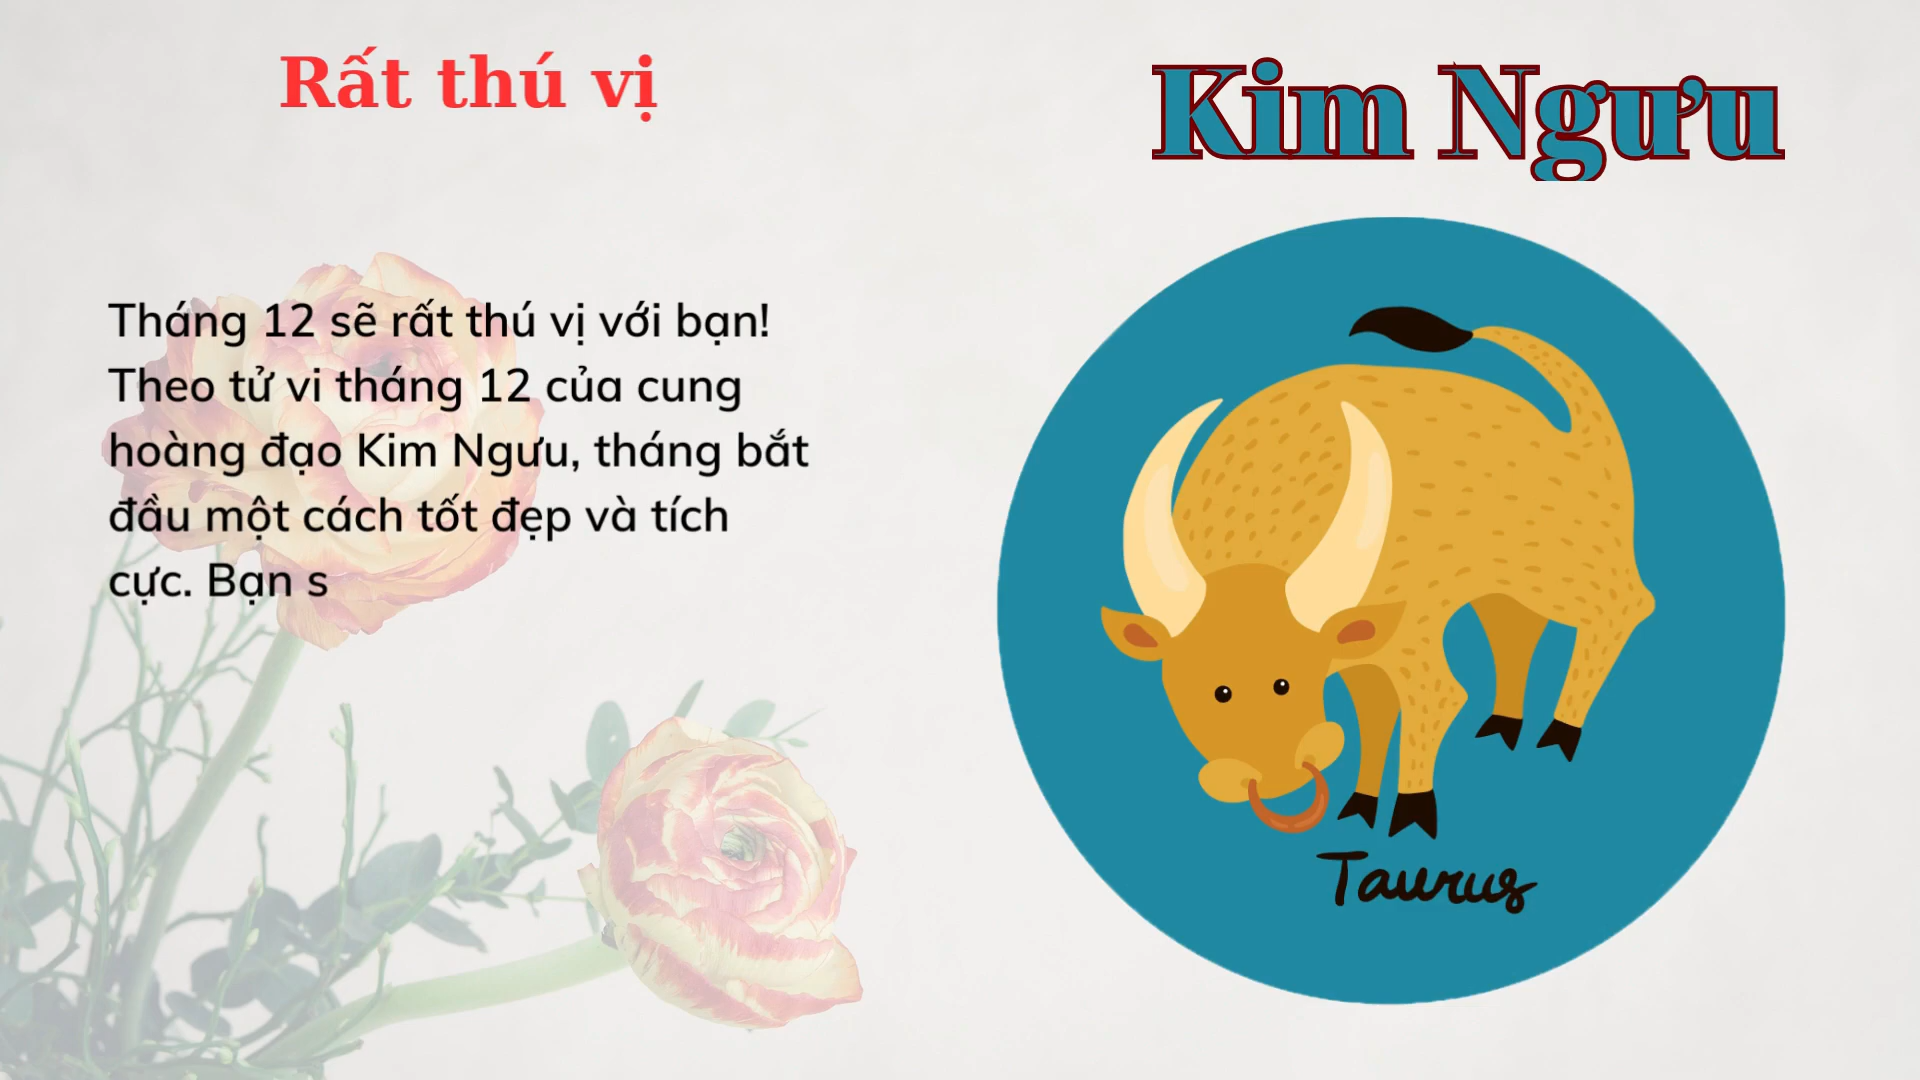 Rất thú vị
Kim Ngưu
Tháng 12 sẽ rất thú vị với bạn!
Theo tử vi tháng 12 của cung
hoàng đạo Kim Ngưu, tháng bắt
đầu một cách tốt đẹp và tích
cực. Bạn s
Taurus